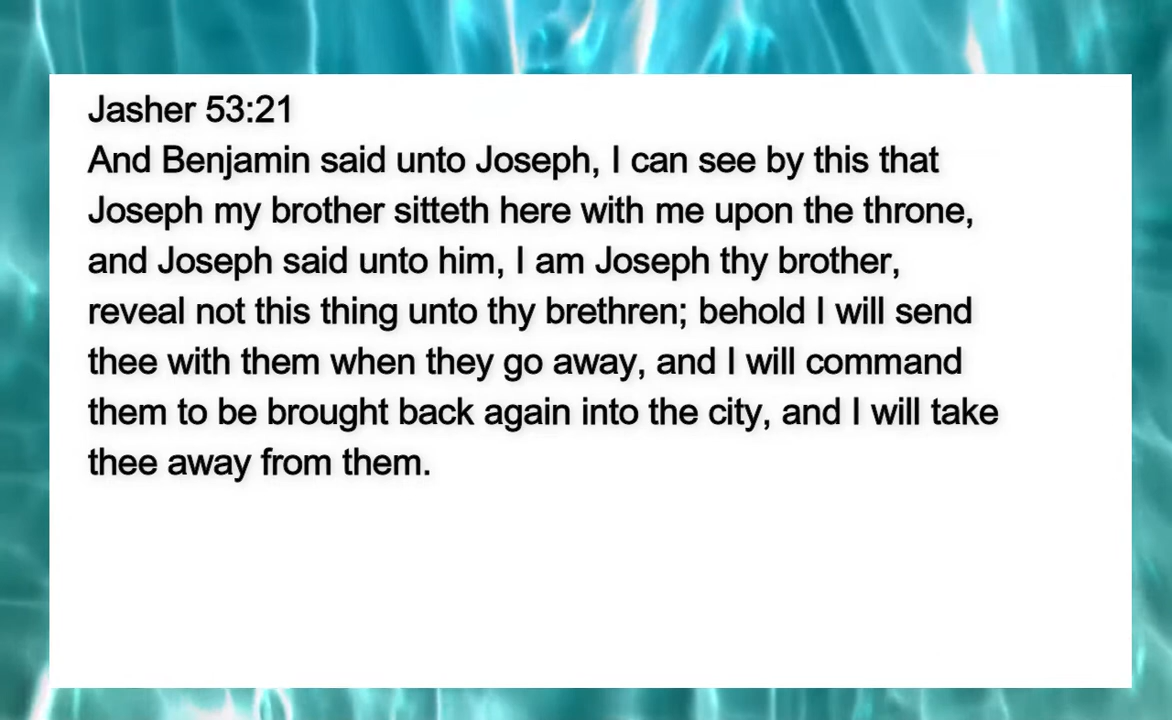 Jasher 53:21
And Benjamin said unto Joseph, I can see by this that
Joseph my brother sitteth here with me upon the throne,
and Joseph said unto him, I am Joseph thy brother,
reveal not this thing unto thy brethren; behold I will send
thee with them when they go away, and I will command
them to be brought back again into the city, and I will take
thee away from them.